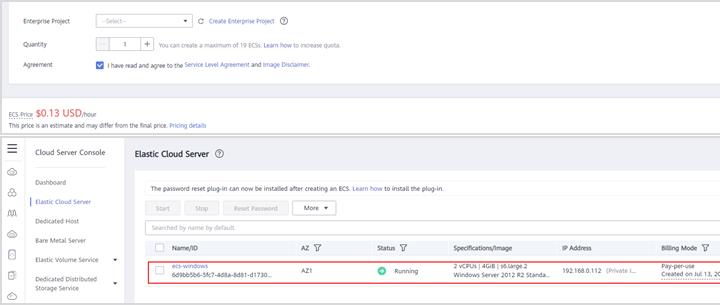 Enterprise Project
--Select--
Create Enterprise Project
Quantity
1
You can create a maximum of 19 ECSs. Learn how to increase quota.
Agreement
I have read and agree to the Service Level Agreement and Image Disclaimer.
ECS Price $0.13 USD/hour
This price is an estimate and may differ from the final price. Pricing details
Cloud Server Console
Dashboard
Elastic Cloud Server
Dedicated Host
Bare Metal Server
Elastic Volume Service
Dedicated Distributed
Storage Service
Elastic Cloud Server
The password reset plug-in can now be installed after creating an ECS. Learn how to install the plug-in.
Start Stop Reset Password More
Searched by name by default.
Name/ID AZ Status Specifications/Image IP Address Billing Mode
ecs-windows
6d9bb5b6-5fc7-4d8a-8d81-d1730...
AZ1
Running
2 vCPUs | 4GiB | s6.large.2
Windows Server 2012 R2 Standa...
192.168.0.112 (Private I...
Pay-per-use
Created on Jul 13, 20